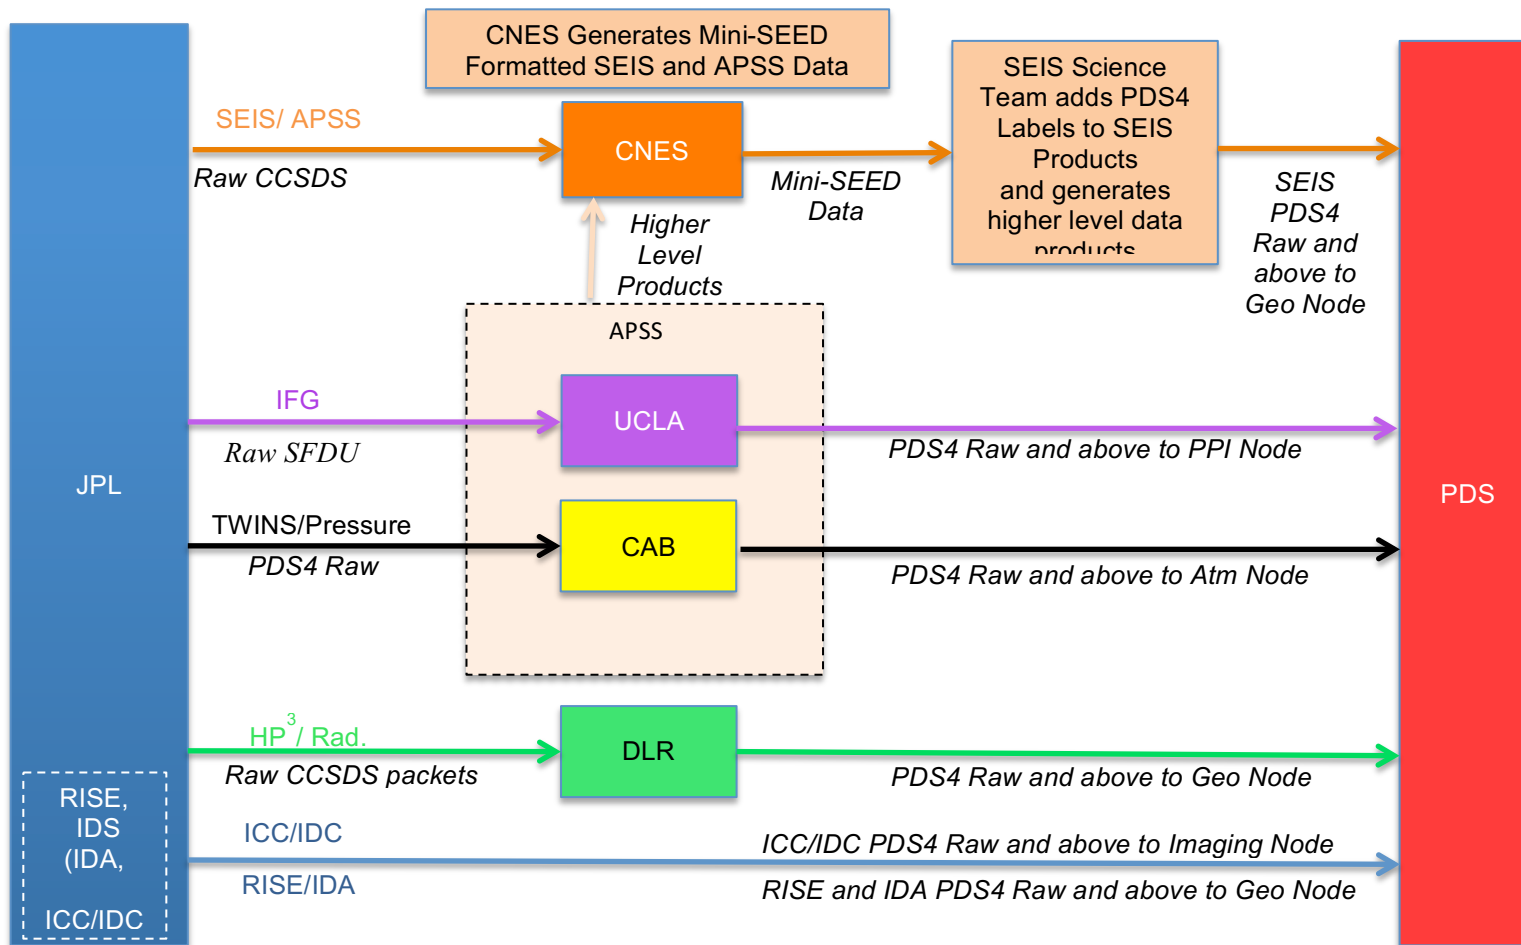 CNES Generates Mini-SEED
Formatted SEIS and APSS Data
SEIS Science
Team adds PDS4
Labels to SEIS
Products
and generates
higher level data
products
SEIS/ APSS
Raw CCSDS
CNES
Mini-SEED
Data
SEIS
PDS4
Raw and
above to
Geo Node
Higher
Level
Products
APSS
IFG
Raw SFDU
UCLA
PDS4 Raw and above to PPI Node
JPL
PDS
TWINS/Pressure
PDS4 Raw
CAB
PDS4 Raw and above to Atm Node
HP³/ Rad.
Raw CCSDS packets
DLR
PDS4 Raw and above to Geo Node
RISE,
IDS
(IDA,
ICC/IDC
ICC/IDC
RISE/IDA
ICC/IDC PDS4 Raw and above to Imaging Node
RISE and IDA PDS4 Raw and above to Geo Node